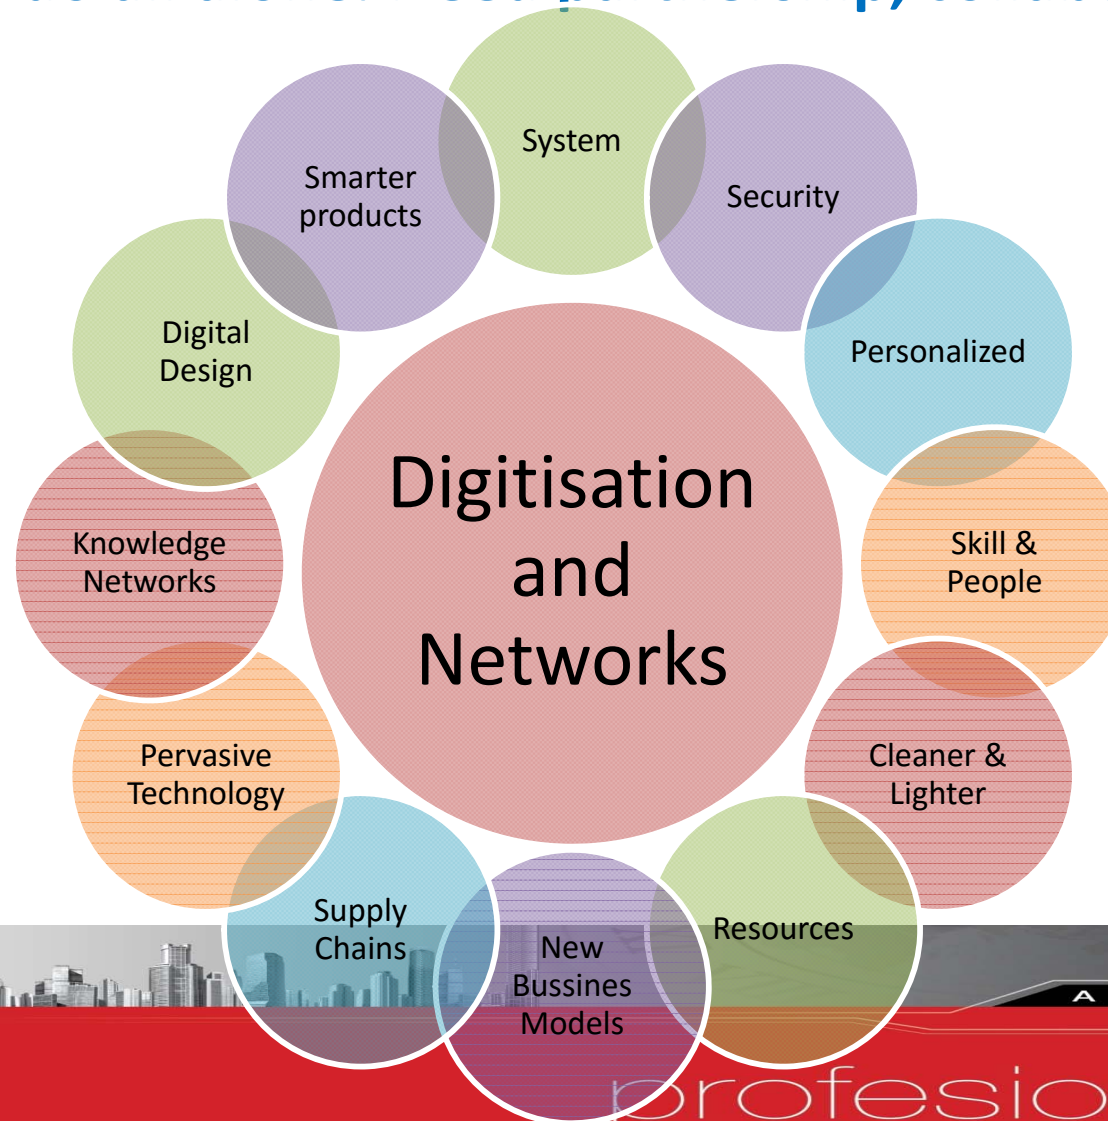 System
Security
Smarter
products
Personalized
Digital
Design
Digitisation
and
Networks
Skill &
People
Knowledge
Networks
Cleaner &
Lighter
Pervasive
Technology
Resources
Supply
Chains
New
Bussines
Models
A
profesio